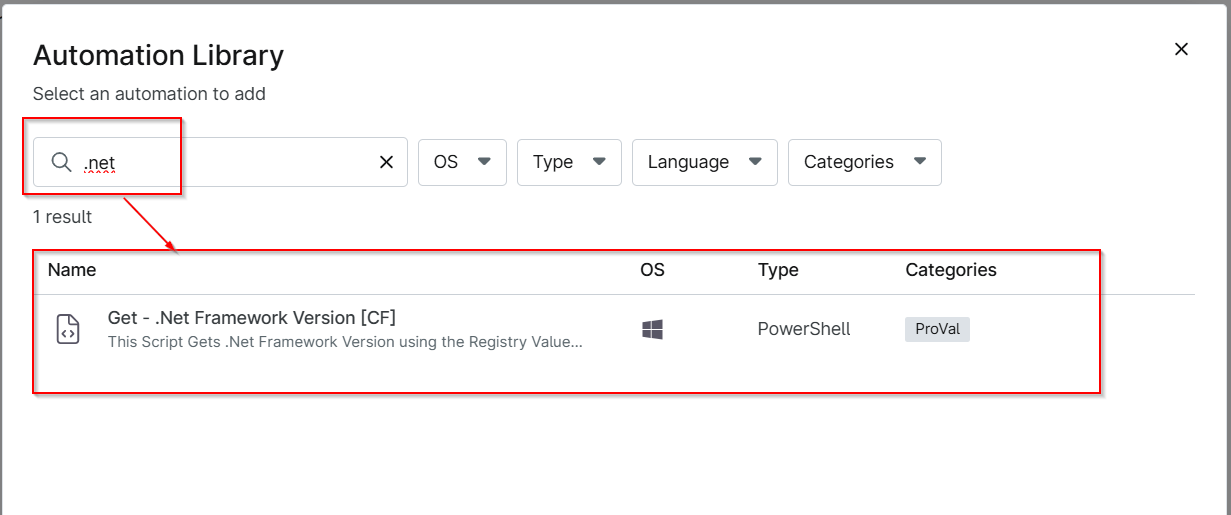 Automation Library
Select an automation to add
.net
OS
Type
Language
Categories
1 result
Name OS Type Categories
Get - .Net Framework Version [CF]
This Script Gets .Net Framework Version using the Registry Value...
PowerShell
ProVal